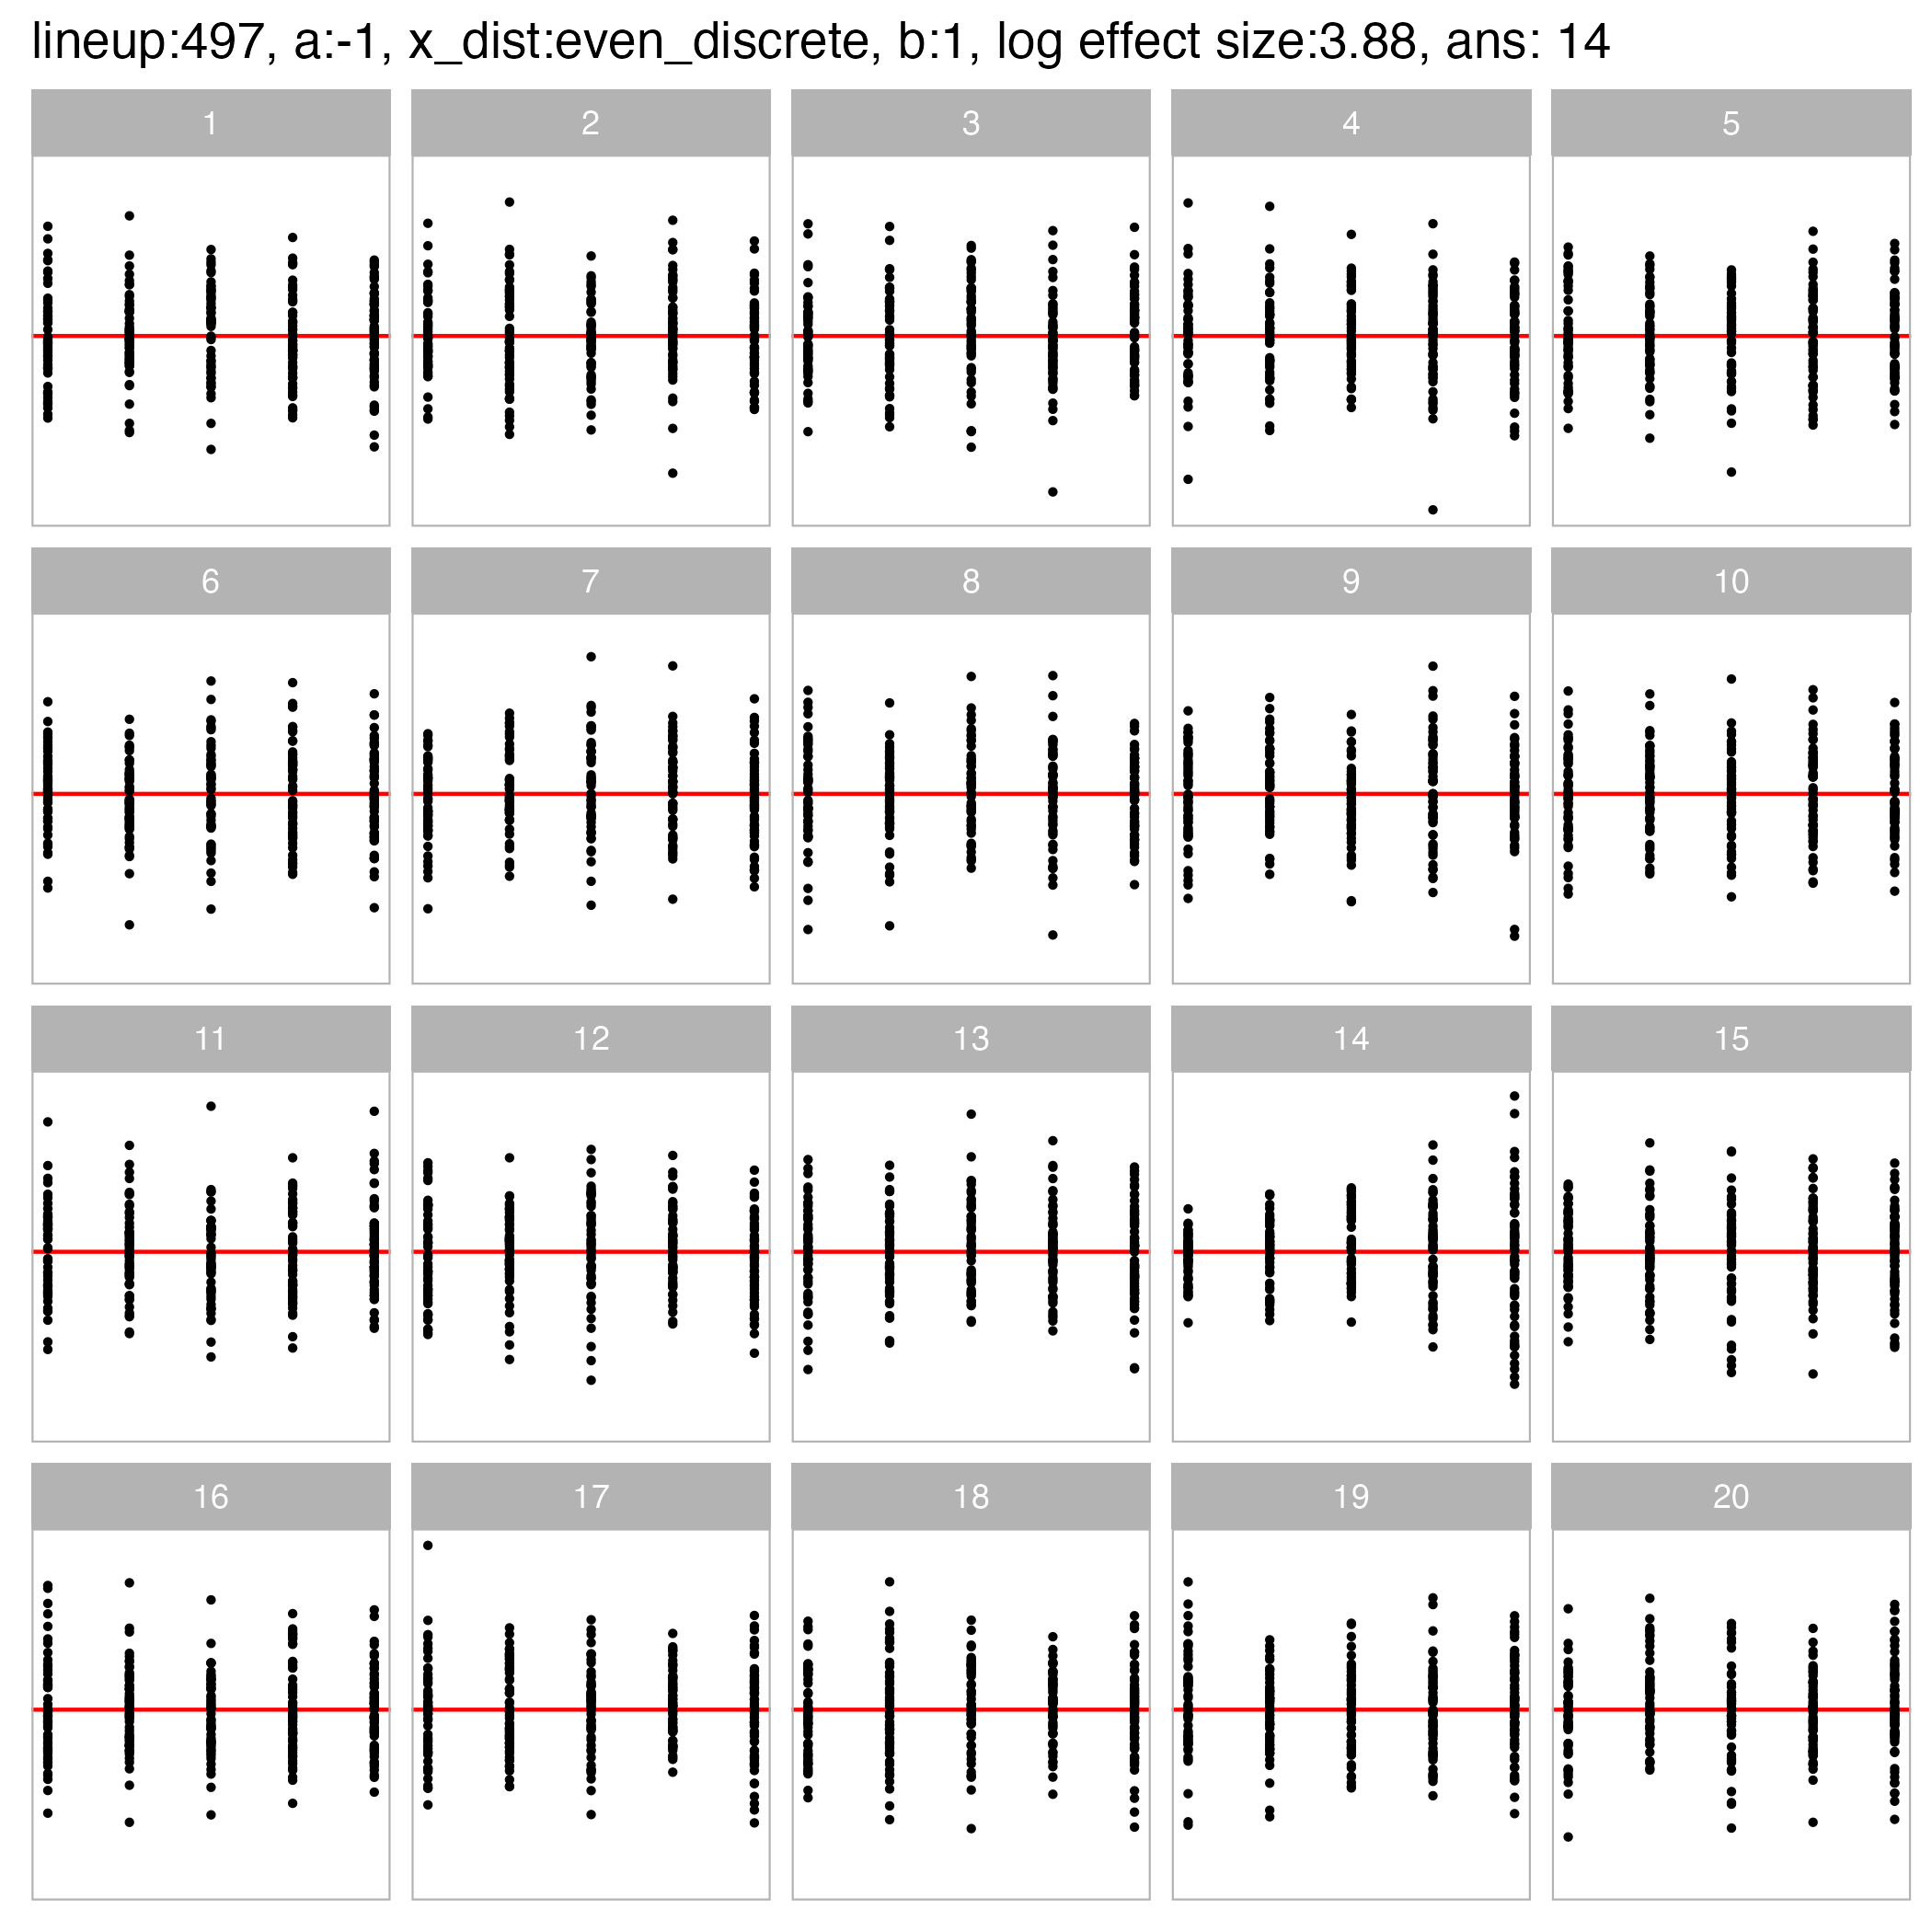 lineup:497, a:-1, x_dist:even_discrete, b:1, log effect size:3.88, ans: 14
1 2 3 4 5
6 7 8 9 10
11 12 13 14 15
16 17 18 19 20